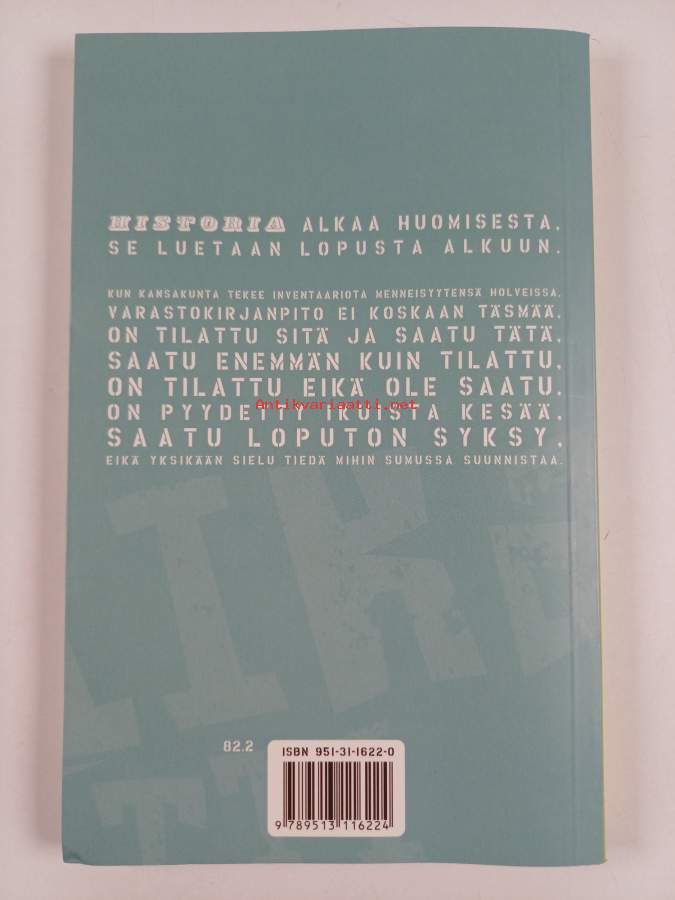 HISTORIA ALKAA HUOMISESTA,
SE LUETAAN LOPUSTA ALKUUN.
KUN KANSAKUNTA TEKEE INVENTAARIOTA MENNEISYYTENSÄ HOLVEISSA,
VARASTOKIRJANPITO EI KOSKAAN TÄSMÄÄ.
ON TILATTU SITÄ JA SAATU TÄTÄ,
SAATU ENEMMÄN KUIN TILATTU,
ON TILATTU EIKÄ OLE SAATU,
Antikvariaatti.net
ON PYYDETTY IKUISTA KESÄÄ,
SAATU LOPUTON SYKSY,
EIKÄ YKSIKÄÄN SIELU TIEDÄ MIHIN SUMUSSA SUUNNISTAA.
82.2
ISBN 951-31-1622-0
9 789513 116224